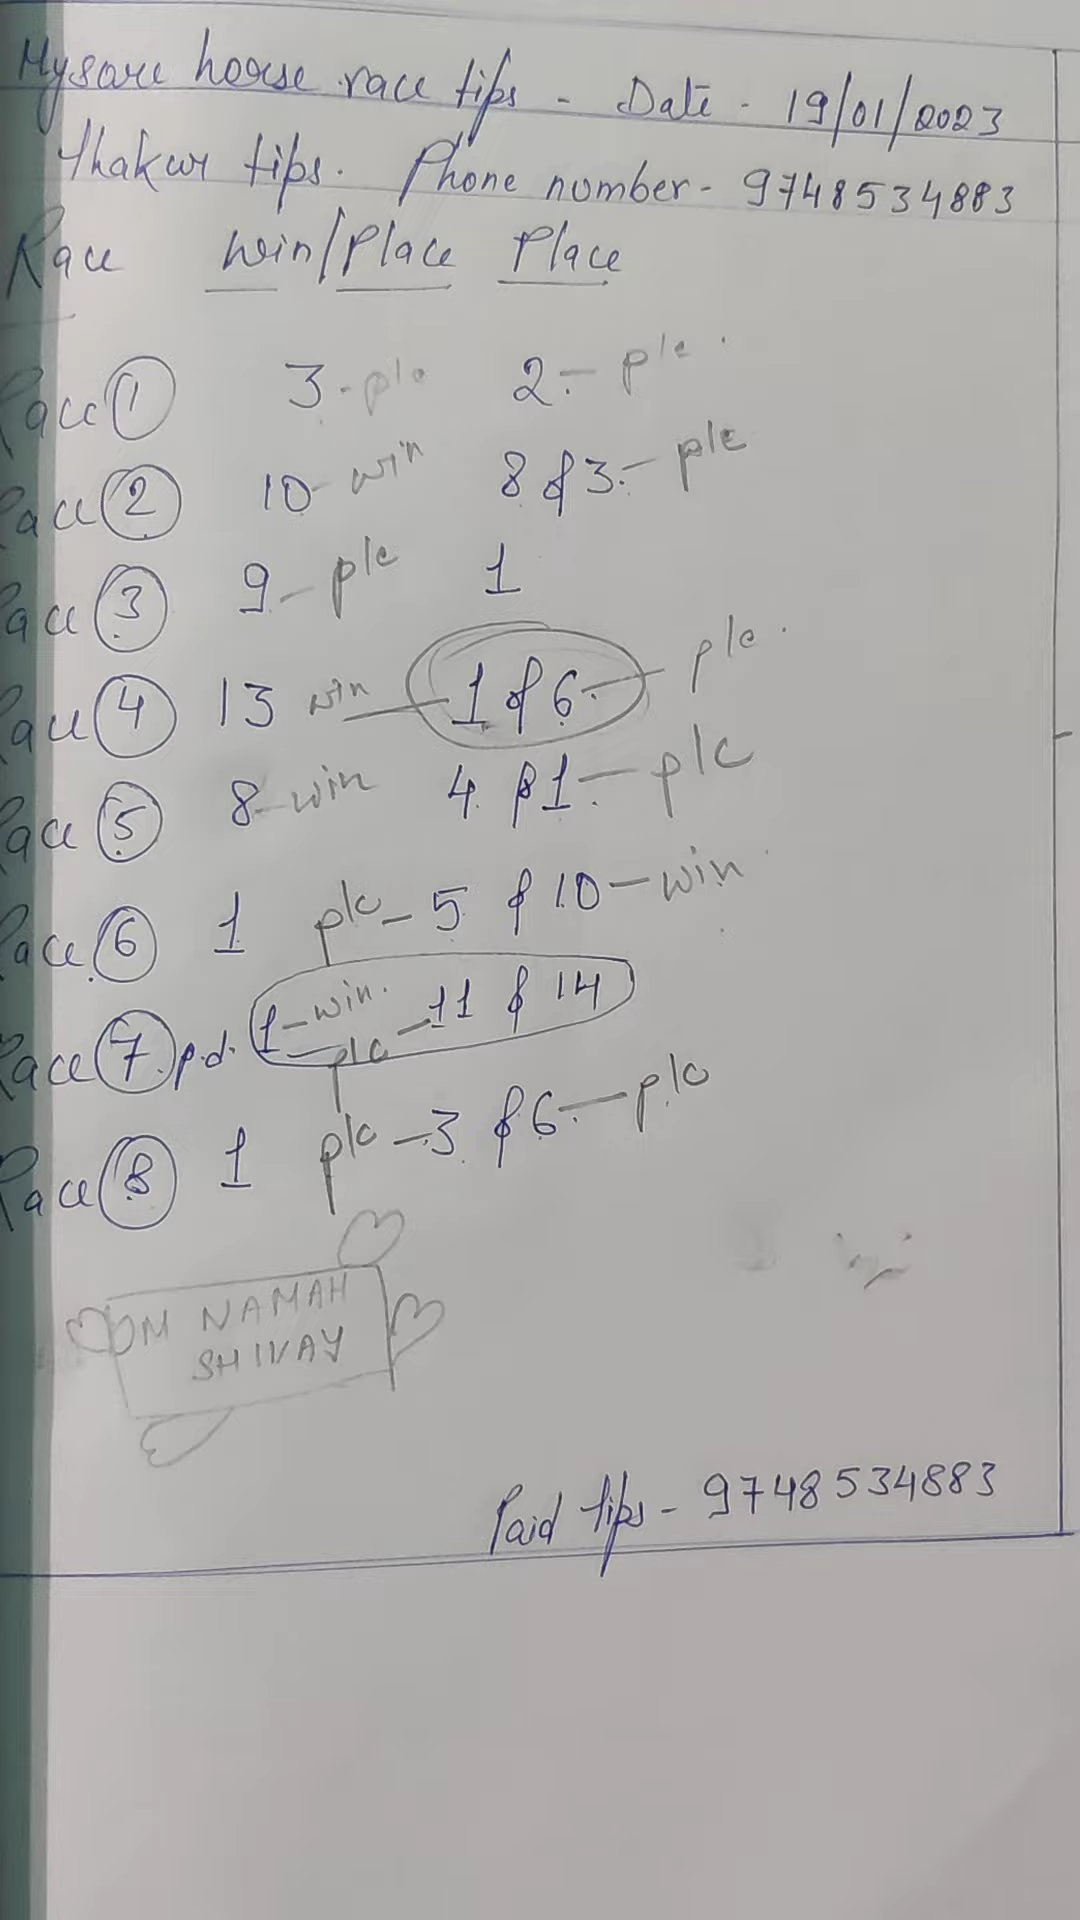 Mysore horse race tips - Date - 19/01/2023
thakur tips. Phone number - 9748534883
Race Win/Place Place
Race 1 3 - plc 2 - plc.
Race 2 10 - win 8 & 3 - plc
Race 3 9 - plc 1
Race 4 13 win 1 & 6 - plc.
Race 5 8 - win 4 & 1 - plc
Race 6 1 plc - 5 & 10 - win
Race 7 p.d. 1 - win. 11 & 14
plc
Race 8 1 plc - 3 & 6 - plc
OM NAMAH
SHIVAY
Paid tips - 9748534883